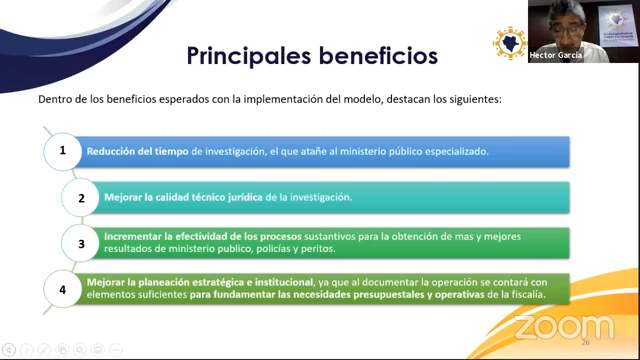 Principales beneficios
Hector García
Dentro de los beneficios esperados con la implementación del modelo, destacan los siguientes:
1
Reducción del tiempo de investigación, el que atañe al ministerio público especializado.
2
Mejorar la calidad técnico jurídica de la investigación.
3
Incrementar la efectividad de los procesos sustantivos para la obtención de mas y mejores
resultados de ministerio publico, policías y peritos.
4
Mejorar la planeación estratégica e institucional, ya que al documentar la operación se contará con
elementos suficientes para fundamentar las necesidades presupuestales y operativas de la fiscalía.
zoom
26